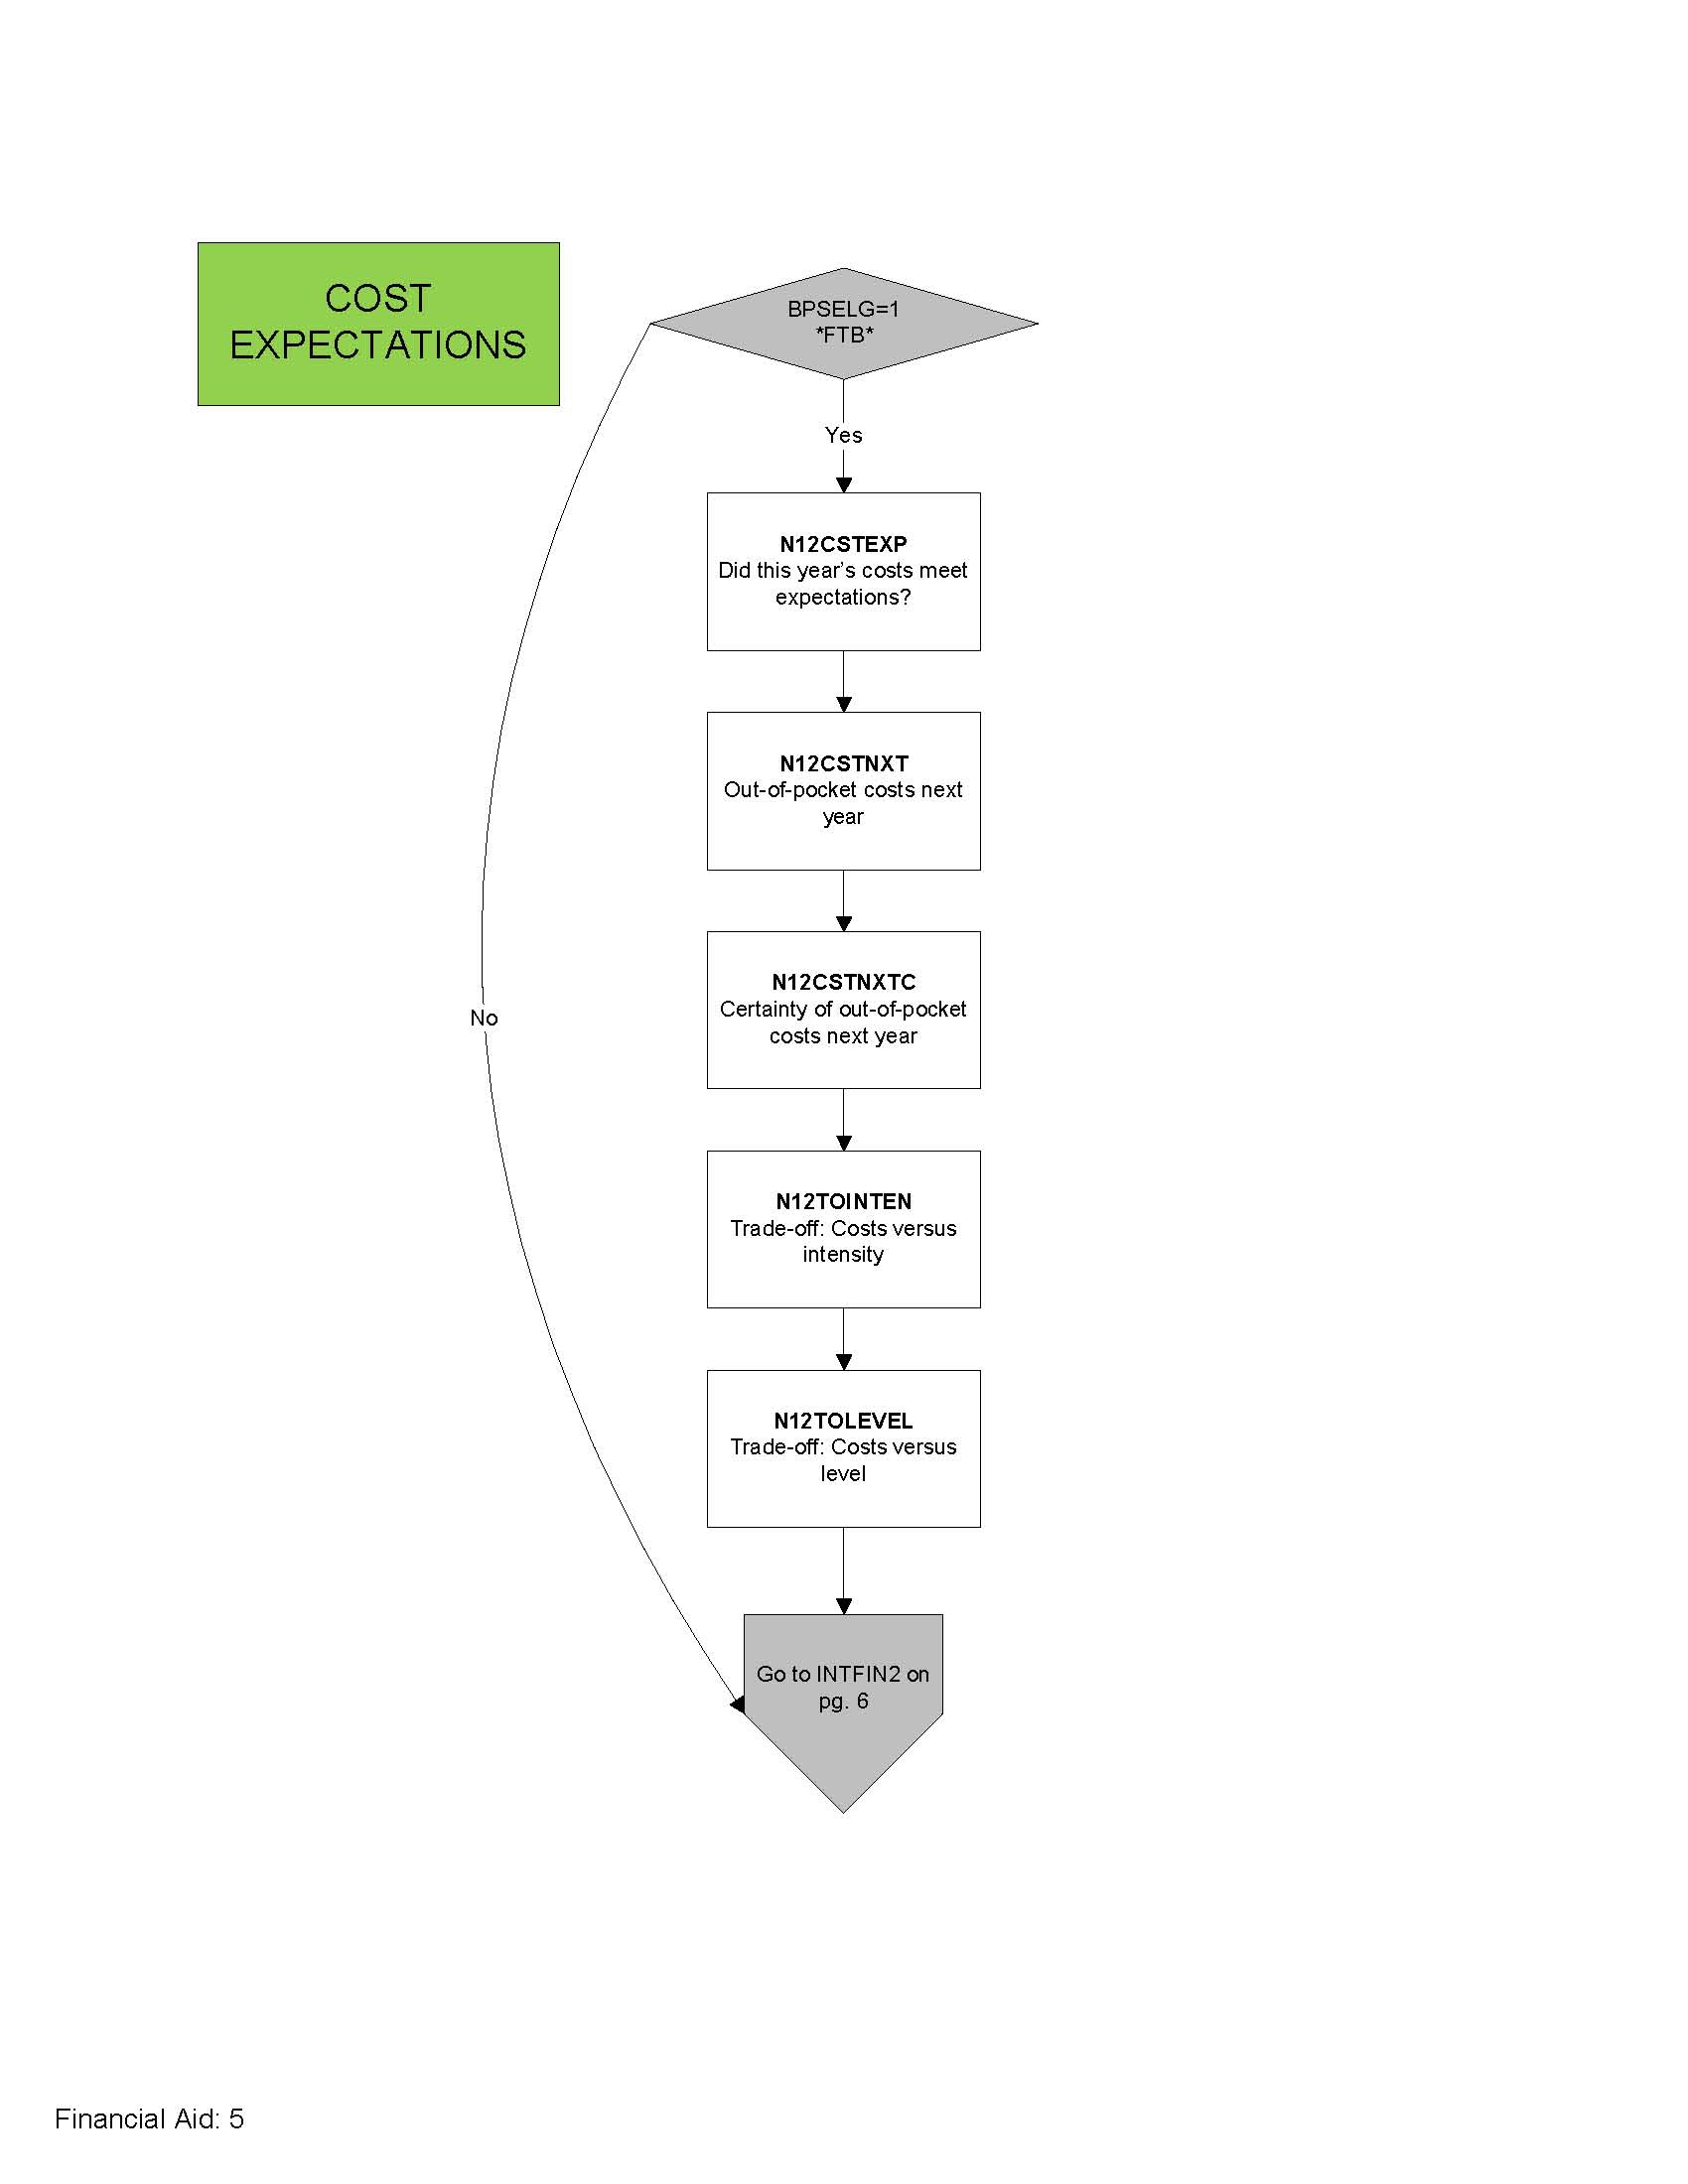 COST
EXPECTATIONS
BPSELG=1
*FTB*
Yes
N12CSTEXP
Did this year’s costs meet
expectations?
N12CSTNXT
Out-of-pocket costs next
year
N12CSTNXTC
Certainty of out-of-pocket
costs next year
No
N12TOINTEN
Trade-off: Costs versus
intensity
N12TOLEVEL
Trade-off: Costs versus
level
Go to INTFIN2 on
pg. 6
Financial Aid: 5